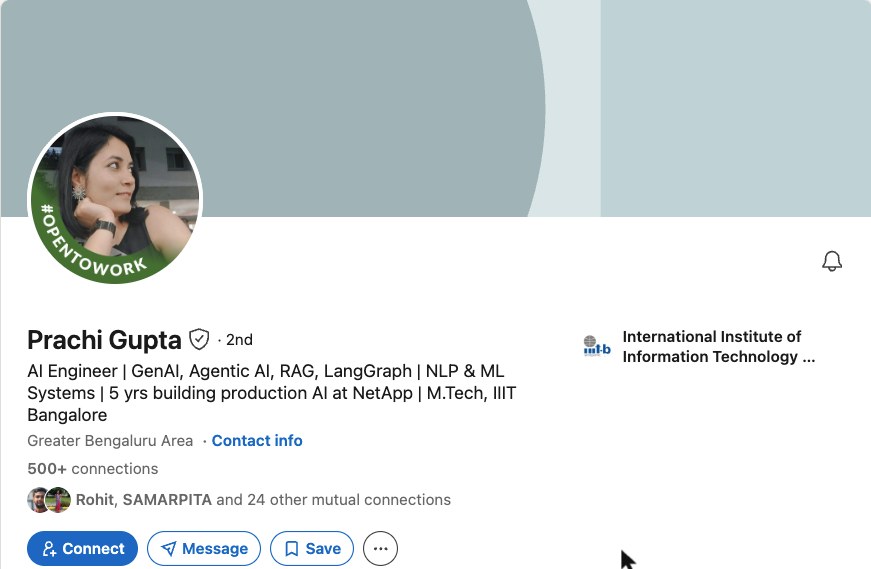 #OPENTOWORK
Prachi Gupta · 2nd
AI Engineer | GenAI, Agentic AI, RAG, LangGraph | NLP & ML
Systems | 5 yrs building production AI at NetApp | M.Tech, IIIT
Bangalore
Greater Bengaluru Area · Contact info
500+ connections
Rohit, SAMARPITA and 24 other mutual connections
Connect
Message
Save
iiit-b
International Institute of
Information Technology ...